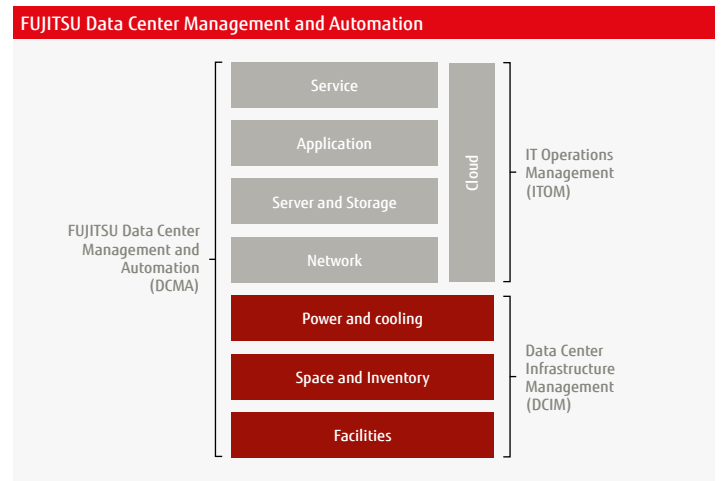 FUJITSU Data Center Management and Automation
Service
Application
Server and Storage
Network
Cloud
IT Operations
Management
(ITOM)
FUJITSU Data Center
Management and
Automation
(DCMA)
Power and cooling
Space and Inventory
Facilities
Data Center
Infrastructure
Management
(DCIM)